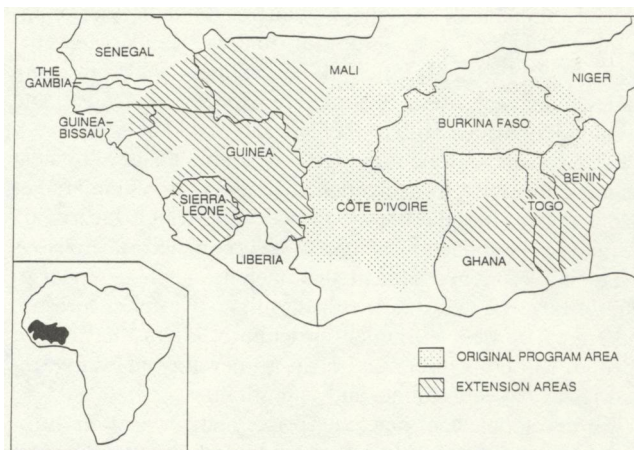 SENEGAL
THE
GAMBIA
GUINEA-
BISSAU
MALI
NIGER
BURKINA FASO
GUINEA
BENIN
SIERRA
LEONE
CÔTE D'IVOIRE
TOGO
LIBERIA
GHANA
ORIGINAL PROGRAM AREA
EXTENSION AREAS